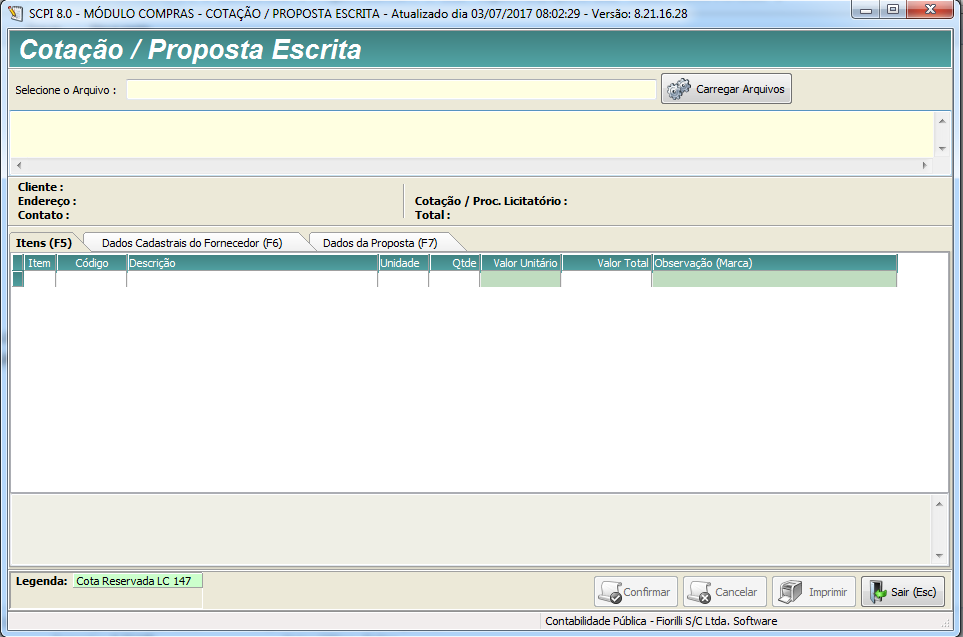 SCPI 8.0 - MÓDULO COMPRAS - COTAÇÃO / PROPOSTA ESCRITA - Atualizado dia 03/07/2017 08:02:29 - Versão: 8.21.16.28
Cotação / Proposta Escrita
Selecione o Arquivo :
Carregar Arquivos
Cliente :
Endereço :
Contato :
Cotação / Proc. Licitatório :
Total :
Itens (F5) Dados Cadastrais do Fornecedor (F6) Dados da Proposta (F7)
Item Código Descrição Unidade Qtde Valor Unitário Valor Total Observação (Marca)
Legenda: Cota Reservada LC 147
Confirmar Cancelar Imprimir Sair (Esc)
Contabilidade Pública - Fiorilli S/C Ltda. Software